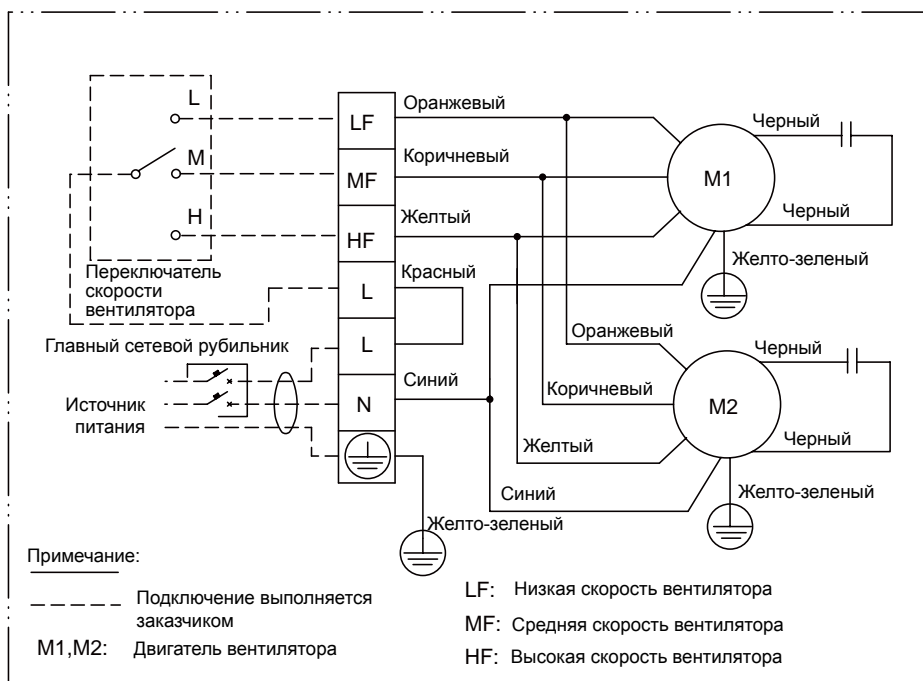 L
M
H
Переключатель
скорости
вентилятора
Главный сетевой рубильник
Источник
питания
LF
MF
HF
L
L
N
Оранжевый
Коричневый
Желтый
Красный
Синий
Желто-зеленый
M1
Черный
Черный
Желто-зеленый
Оранжевый
Коричневый
Желтый
Синий
M2
Черный
Черный
Желто-зеленый
Примечание:
Подключение выполняется
заказчиком
M1,M2: Двигатель вентилятора
LF: Низкая скорость вентилятора
MF: Средняя скорость вентилятора
HF: Высокая скорость вентилятора